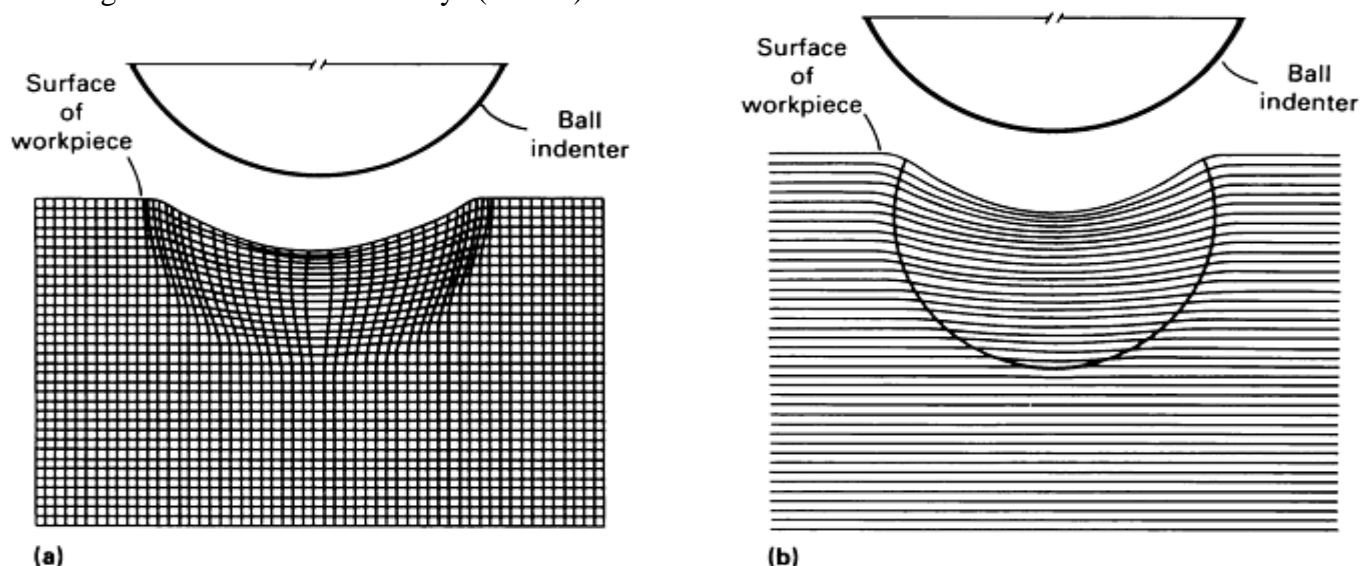 Surface
of
workpiece
Ball
indenter
(a)
Surface
of
workpiece
Ball
indenter
(b)